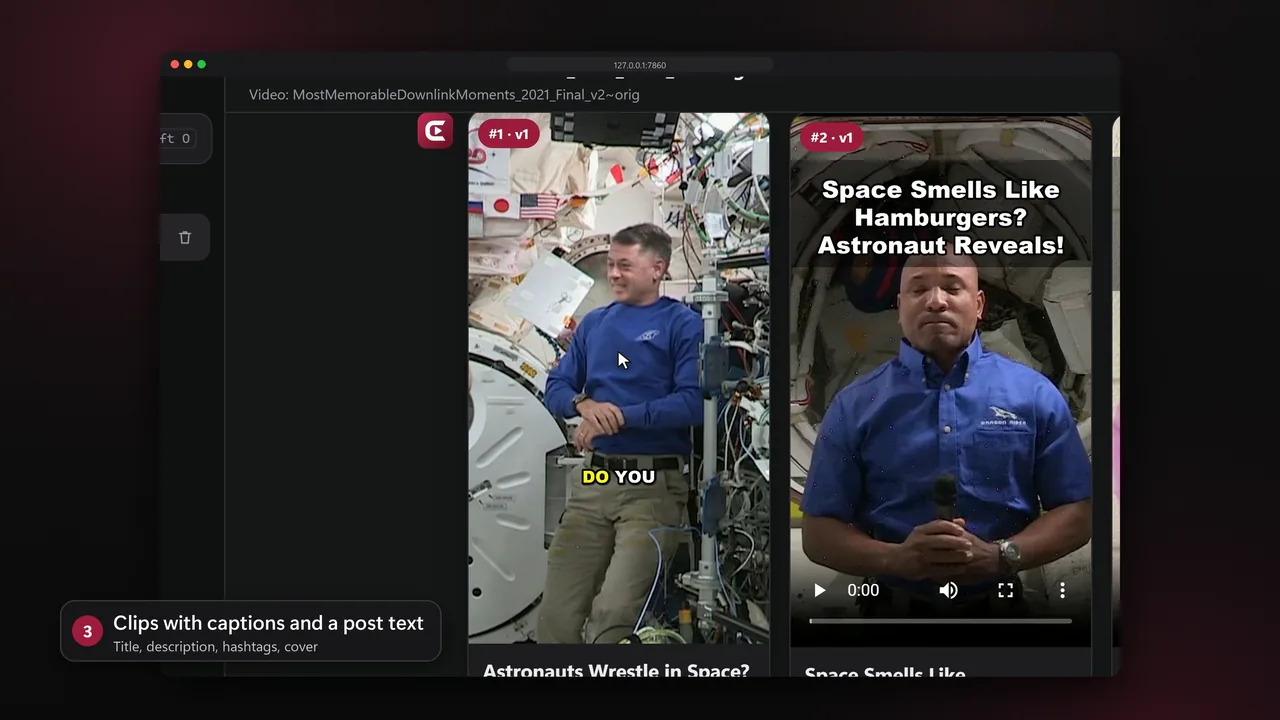 127.0.0.1:7860
Video: MostMemorableDownlinkMoments_2021_Final_v2~orig
ft 0
#1 · v1
DO YOU
Astronauts Wrestle in Space?
#2 · v1
Space Smells Like
Hamburgers?
Astronaut Reveals!
0:00
Space Smells Like
3
Clips with captions and a post text
Title, description, hashtags, cover